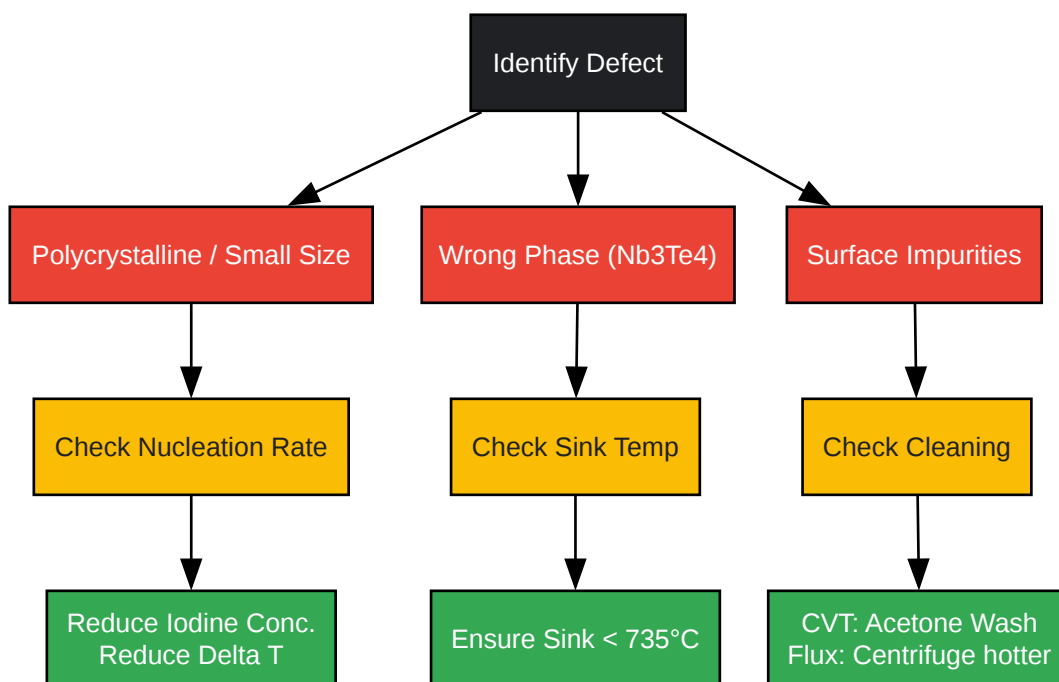 Identify Defect
Polycrystalline / Small Size
Wrong Phase (Nb3Te4)
Surface Impurities
Check Nucleation Rate
Check Sink Temp
Check Cleaning
Reduce Iodine Conc.
Reduce Delta T
Ensure Sink < 735°C
CVT: Acetone Wash
Flux: Centrifuge hotter